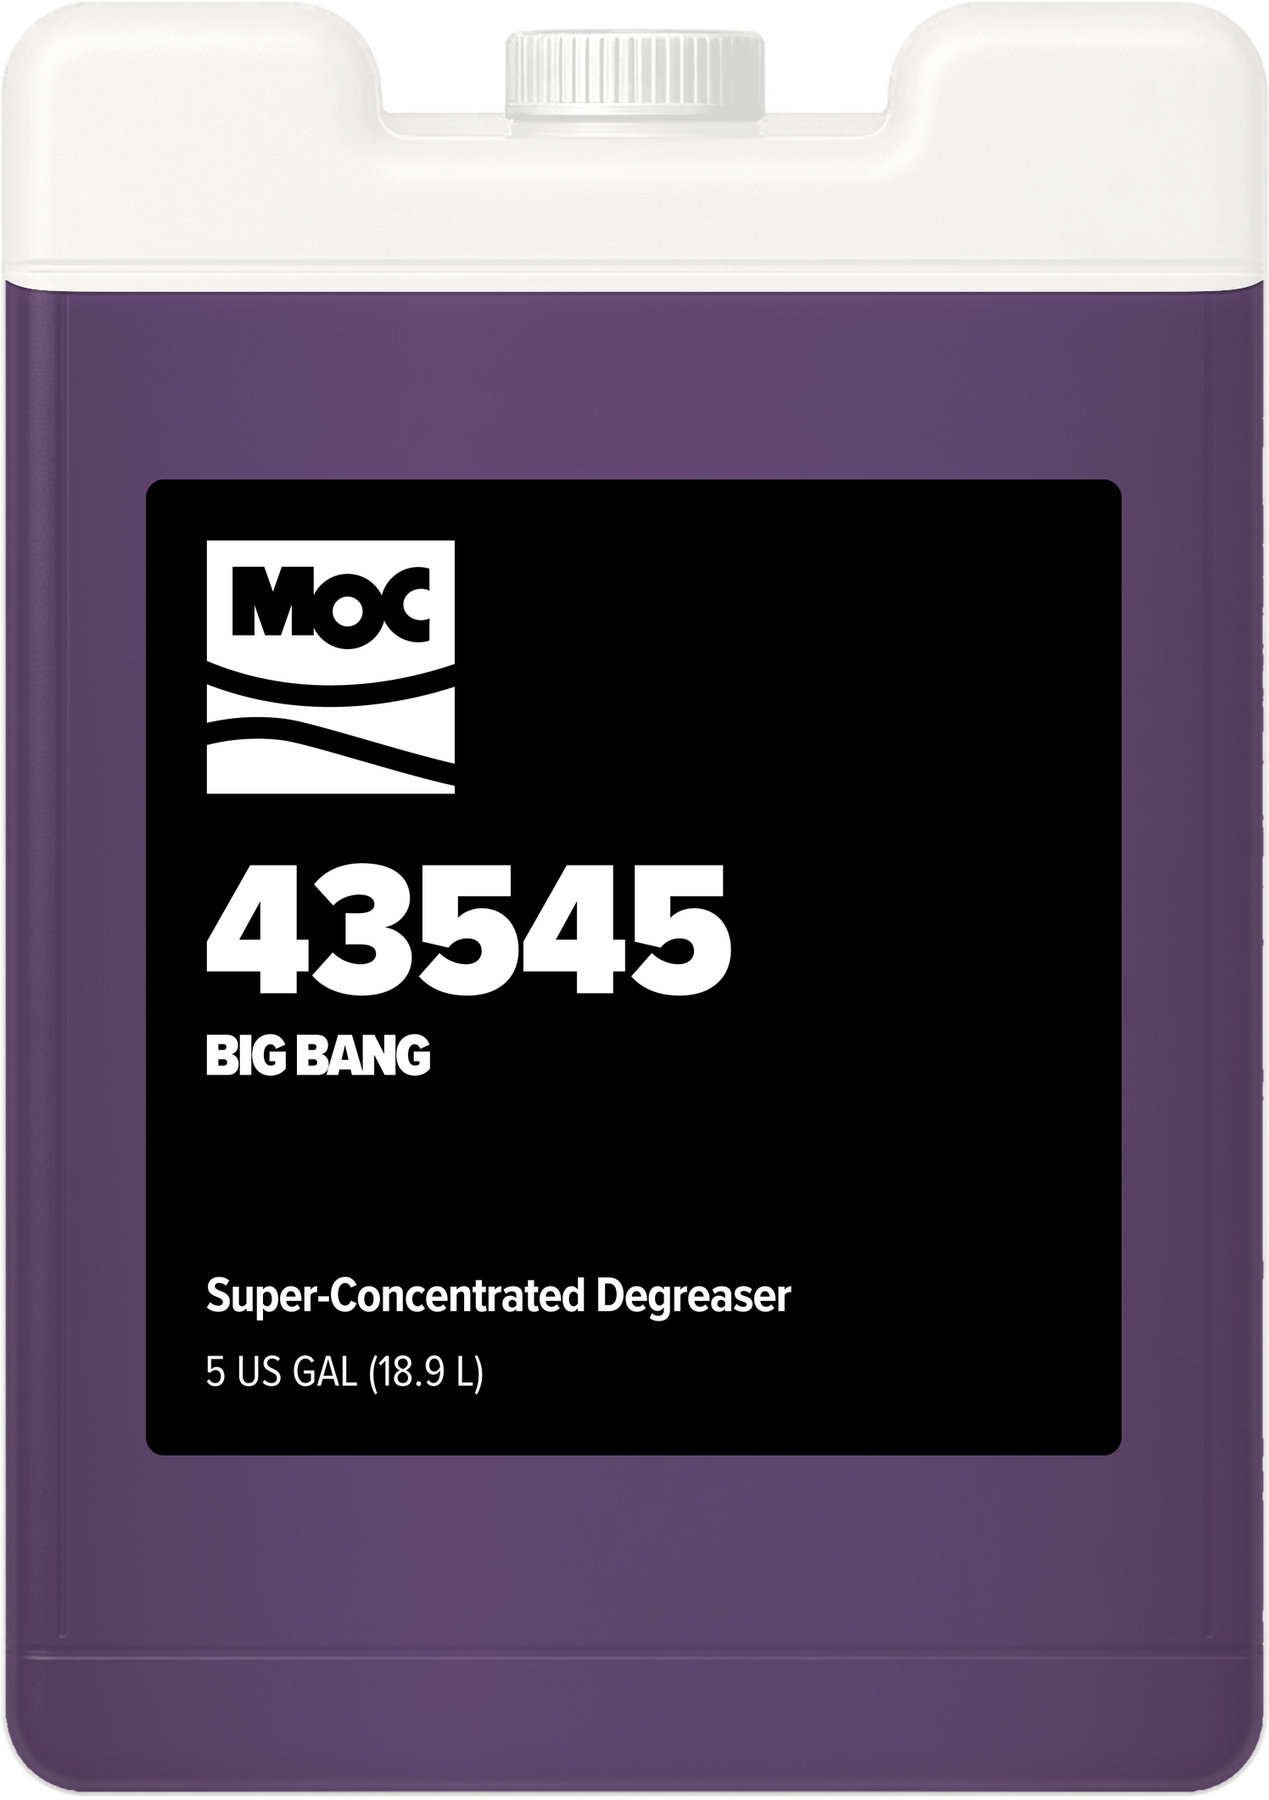 MOC
43545
BIG BANG
Super-Concentrated Degreaser
5 US GAL (18.9 L)